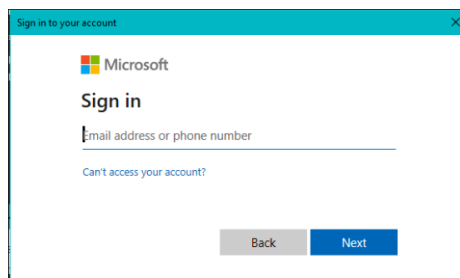 Sign in to your account
Microsoft
Sign in
Email address or phone number
Can't access your account?
Back Next